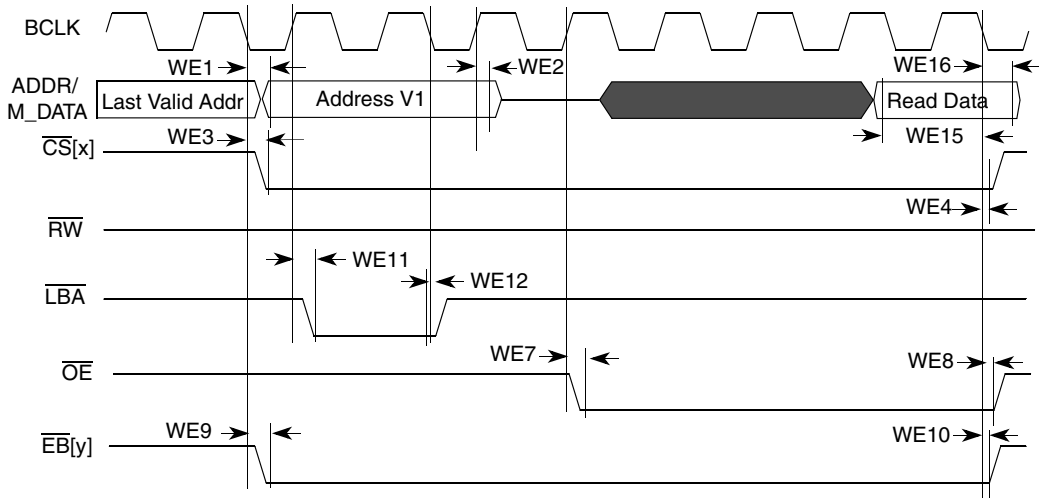 BCLK
WE1
WE2
WE16
ADDR/
M_DATA
Last Valid Addr
Address V1
Read Data
WE3
WE15
CS[x]
WE4
RW
WE11
WE12
LBA
WE7
WE8
OE
WE9
WE10
EB[y]